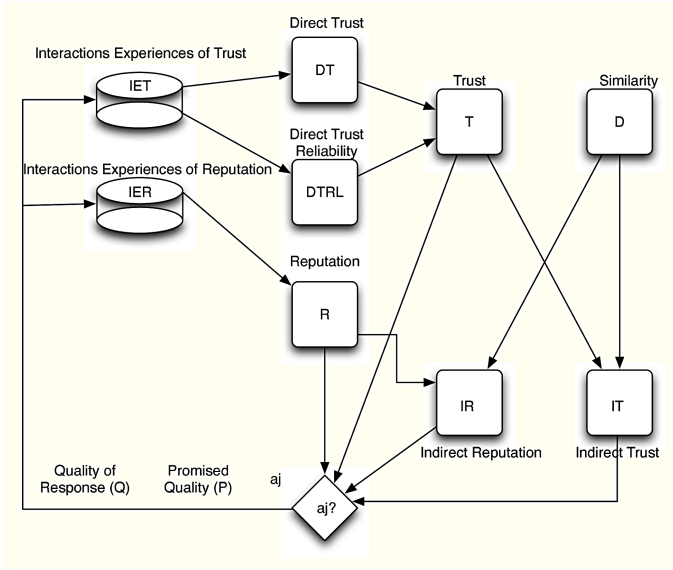 Direct Trust
Interactions Experiences of Trust
DT
IET
Trust
Similarity
T
D
Direct Trust
Reliability
Interactions Experiences of Reputation
IER
DTRL
Reputation
R
IR
IT
Indirect Reputation
Indirect Trust
Quality of
Response (Q)
Promised
Quality (P)
aj
aj?